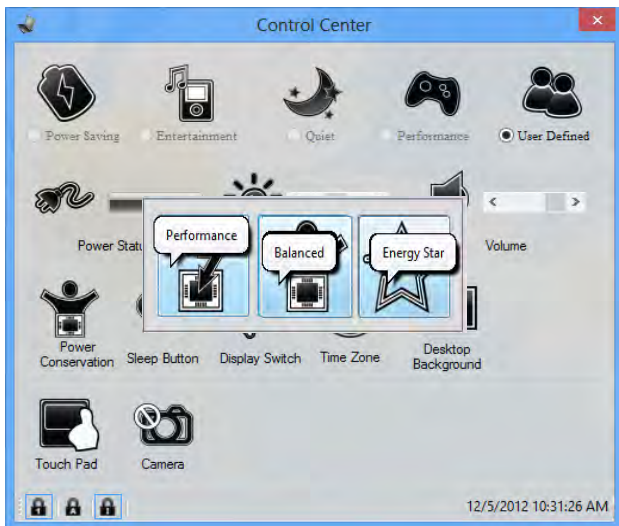 Control Center
Power Saving
Entertainment
Quiet
Performance
User Defined
Performance
Balanced
Energy Star
Power Statu
Volume
Power
Conservation
Sleep Button
Display Switch
Time Zone
Desktop
Background
Touch Pad
Camera
12/5/2012 10:31:26 AM